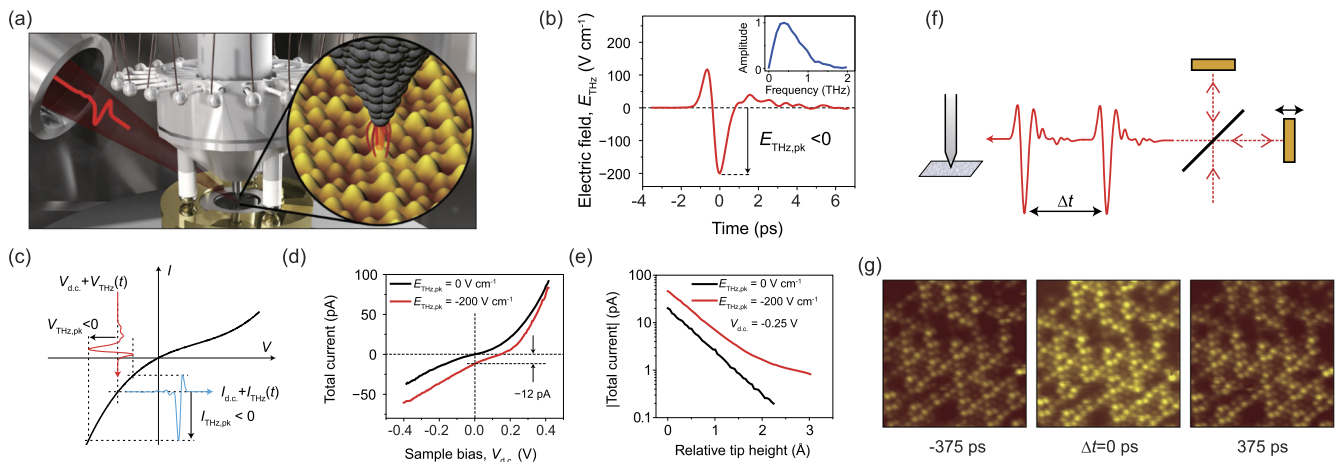 (a)
(b)
Electric field, E_THz (V cm⁻¹)
200
100
0
−100
−200
-4
-2
0
2
4
6
Time (ps)
E_THz,pk <0
Amplitude
1
0
0
1
2
Frequency (THz)
(f)
Δt
(c)
I
V_d.c.+V_THz(t)
V_THz,pk<0
V
I_d.c.+I_THz(t)
I_THz,pk < 0
(d)
Total current (pA)
100
50
0
−50
E_THz,pk = 0 V cm⁻¹
E_THz,pk = -200 V cm⁻¹
−12 pA
-0.4
-0.2
0.0
0.2
0.4
Sample bias, V_d.c. (V)
(e)
|Total current| (pA)
100
10
1
0.1
E_THz,pk = 0 V cm⁻¹
E_THz,pk = -200 V cm⁻¹
V_d.c. = -0.25 V
0
1
2
3
Relative tip height (Å)
(g)
-375 ps
Δt=0 ps
375 ps